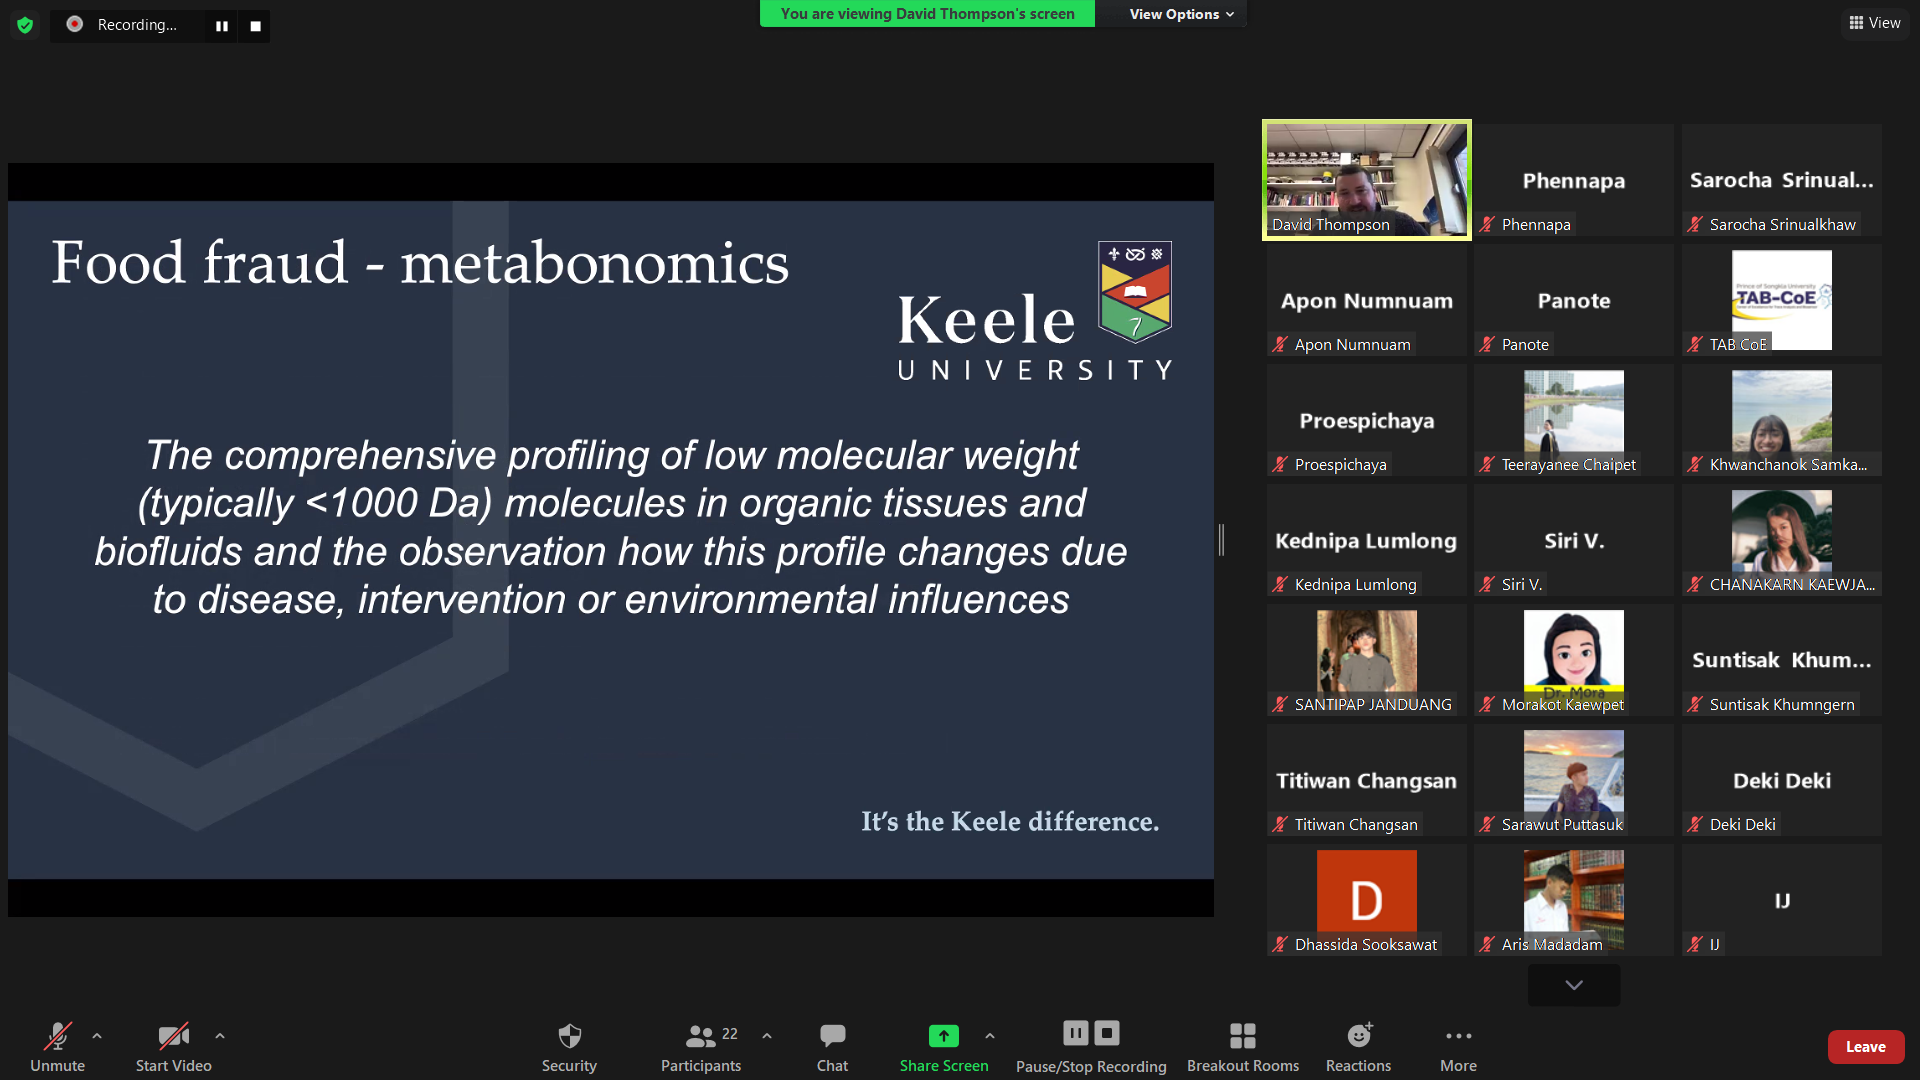 Recording...
You are viewing David Thompson's screen
View Options
View
Food fraud - metabonomics
Keele
UNIVERSITY
The comprehensive profiling of low molecular weight
(typically <1000 Da) molecules in organic tissues and
biofluids and the observation how this profile changes due
to disease, intervention or environmental influences
It's the Keele difference.
David Thompson
Phennapa
Phennapa
Sarocha Srinual...
Sarocha Srinualkhaw
Apon Numnuam
Apon Numnuam
Panote
Panote
Prince of Songkla University
TAB-CoE
TAB CoE
Proespichaya
Proespichaya
Teerayanee Chaipet
Khwanchanok Samka...
Kednipa Lumlong
Kednipa Lumlong
Siri V.
Siri V.
CHANAKARN KAEWJA...
SANTIPAP JANDUANG
Dr. Mora
Morakot Kaewpet
Suntisak Khum...
Suntisak Khumngern
Titiwan Changsan
Titiwan Changsan
Sarawut Puttasuk
Deki Deki
Deki Deki
D
Dhassida Sooksawat
Aris Madadam
IJ
IJ
Unmute
Start Video
Security
22
Participants
Chat
Share Screen
Pause/Stop Recording
Breakout Rooms
Reactions
More
Leave